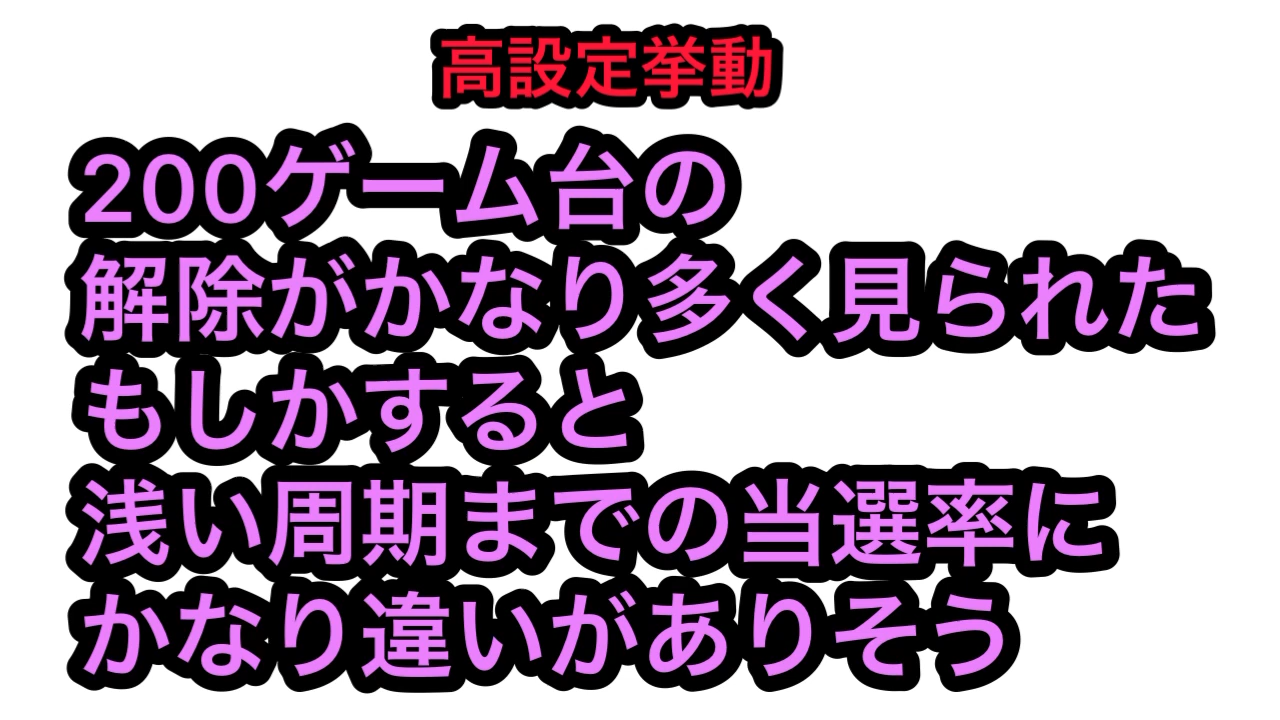 高設定挙動
200ゲーム台の
解除がかなり多く見られた
もしかすると
浅い周期までの当選率に
かなり違いがありそう